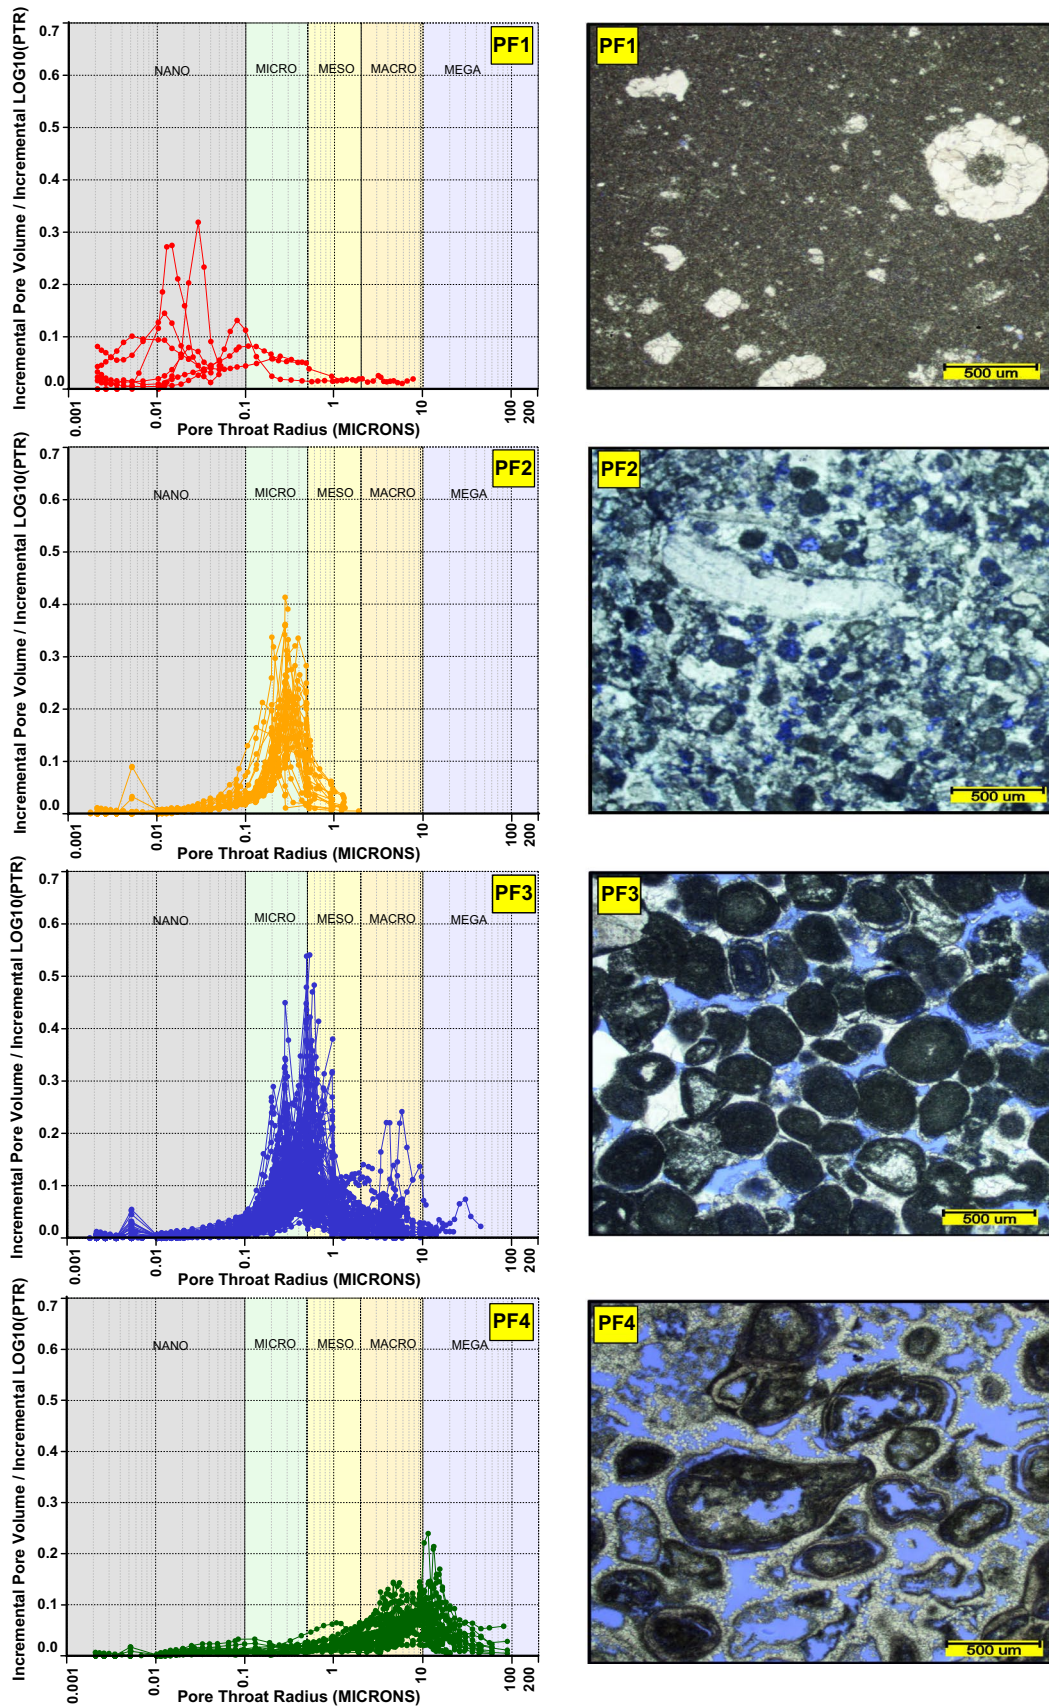 Incremental Pore Volume / Incremental LOG10(PTR)
0.7
0.6
0.5
0.4
0.3
0.2
0.1
0.0
NANO
MICRO
MESO
MACRO
MEGA
PF1
0.001
0.01
0.1
1
10
100
200
Pore Throat Radius (MICRONS)
PF1
500 um
Incremental Pore Volume / Incremental LOG10(PTR)
0.7
0.6
0.5
0.4
0.3
0.2
0.1
0.0
NANO
MICRO
MESO
MACRO
MEGA
PF2
0.001
0.01
0.1
1
10
100
200
Pore Throat Radius (MICRONS)
PF2
500 um
Incremental Pore Volume / Incremental LOG10(PTR)
0.7
0.6
0.5
0.4
0.3
0.2
0.1
0.0
NANO
MICRO
MESO
MACRO
MEGA
PF3
0.001
0.01
0.1
1
10
100
200
Pore Throat Radius (MICRONS)
PF3
500 um
Incremental Pore Volume / Incremental LOG10(PTR)
0.7
0.6
0.5
0.4
0.3
0.2
0.1
0.0
NANO
MICRO
MESO
MACRO
MEGA
PF4
0.001
0.01
0.1
1
10
100
200
Pore Throat Radius (MICRONS)
PF4
500 um